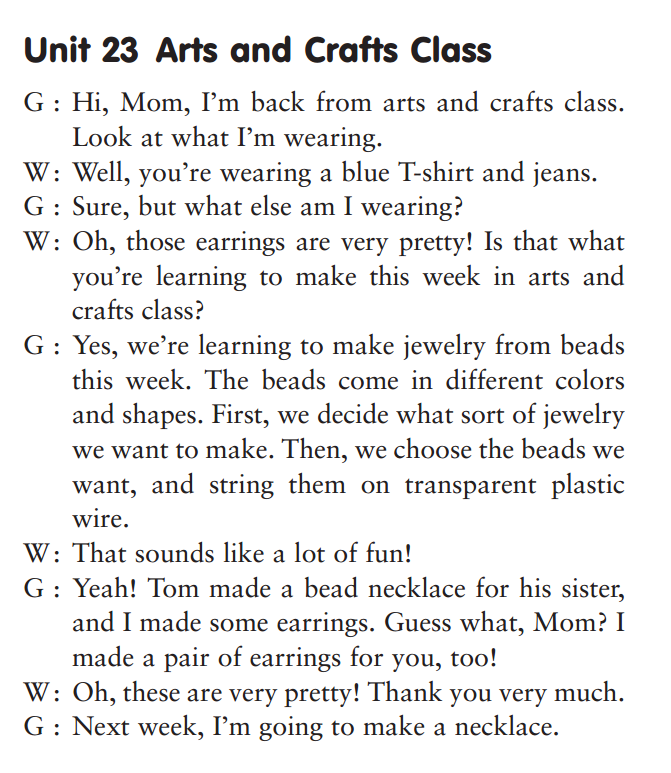 Unit 23 Arts and Crafts Class
G : Hi, Mom, I'm back from arts and crafts class.
Look at what I'm wearing.
W: Well, you're wearing a blue T-shirt and jeans.
G : Sure, but what else am I wearing?
W: Oh, those earrings are very pretty! Is that what
you're learning to make this week in arts and
crafts class?
G : Yes, we're learning to make jewelry from beads
this week. The beads come in different colors
and shapes. First, we decide what sort of jewelry
we want to make. Then, we choose the beads we
want, and string them on transparent plastic
wire.
W: That sounds like a lot of fun!
G : Yeah! Tom made a bead necklace for his sister,
and I made some earrings. Guess what, Mom? I
made a pair of earrings for you, too!
W: Oh, these are very pretty! Thank you very much.
G : Next week, I'm going to make a necklace.